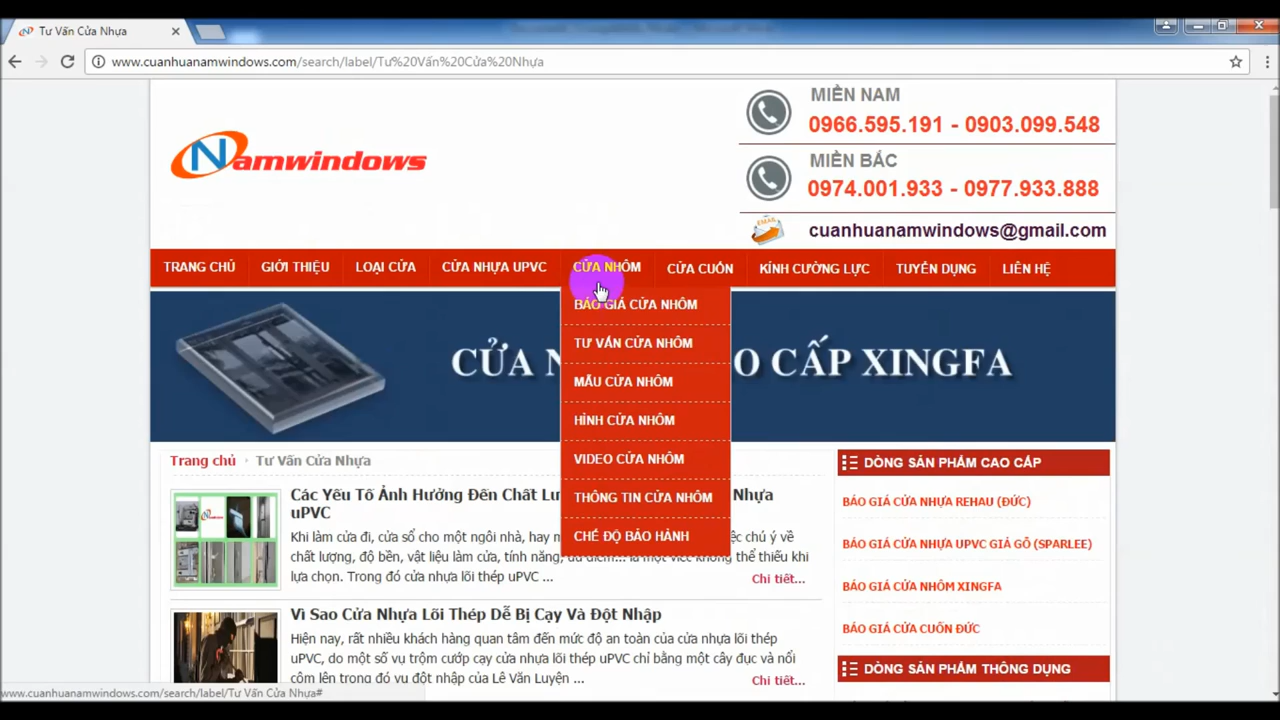 Tư Vấn Cửa Nhựa
www.cuanhuanamwindows.com/search/label/Tư%20Vấn%20Cửa%20Nhựa
Namwindows
MIỀN NAM
0966.595.191 - 0903.099.548
MIỀN BẮC
0974.001.933 - 0977.933.888
EMAIL
cuanhuanamwindows@gmail.com
TRANG CHỦ GIỚI THIỆU LOẠI CỬA CỬA NHỰA UPVC CỬA NHÔM CỬA CUỐN KÍNH CƯỜNG LỰC TUYỂN DỤNG LIÊN HỆ
BÁO GIÁ CỬA NHÔM
TƯ VẤN CỬA NHÔM
MẪU CỬA NHÔM
HÌNH CỬA NHÔM
VIDEO CỬA NHÔM
THÔNG TIN CỬA NHÔM
CHẾ ĐỘ BẢO HÀNH
CỬA N O CẤP XINGFA
Trang chủ Tư Vấn Cửa Nhựa
Các Yếu Tố Ảnh Hưởng Đến Chất Lư Nhựa
uPVC
Khi làm cửa, cửa sổ cho một ngôi nhà, hay ệc chú ý về
chất lượng, độ bền, vật liệu làm cửa, tính năng, ưu điểm... là một việc không thể thiếu khi
lựa chọn. Trong đó cửa nhựa lõi thép uPVC ...
Chi tiết...
Vì Sao Cửa Nhựa Lõi Thép Dễ Bị Cạy Và Đột Nhập
Hiện nay, rất nhiều khách hàng quan tâm đến mức độ an toàn của cửa nhựa lõi thép
uPVC, do một số vụ trộm cướp cạy cửa nhựa lõi thép uPVC chỉ bằng một cây đục và nổi
cộm lên trong đó vụ đột nhập của Lê Văn Luyện ...
Chi tiết...
DÒNG SẢN PHẨM CAO CẤP
BÁO GIÁ CỬA NHỰA REHAU (ĐỨC)
BÁO GIÁ CỬA NHỰA UPVC GIẢ GỖ (SPARLEE)
BÁO GIÁ CỬA NHÔM XINGFA
BÁO GIÁ CỬA CUỐN ĐỨC
DÒNG SẢN PHẨM THÔNG DỤNG
www.cuanhuanamwindows.com/search/label/Tư Vấn Cửa Nhựa#